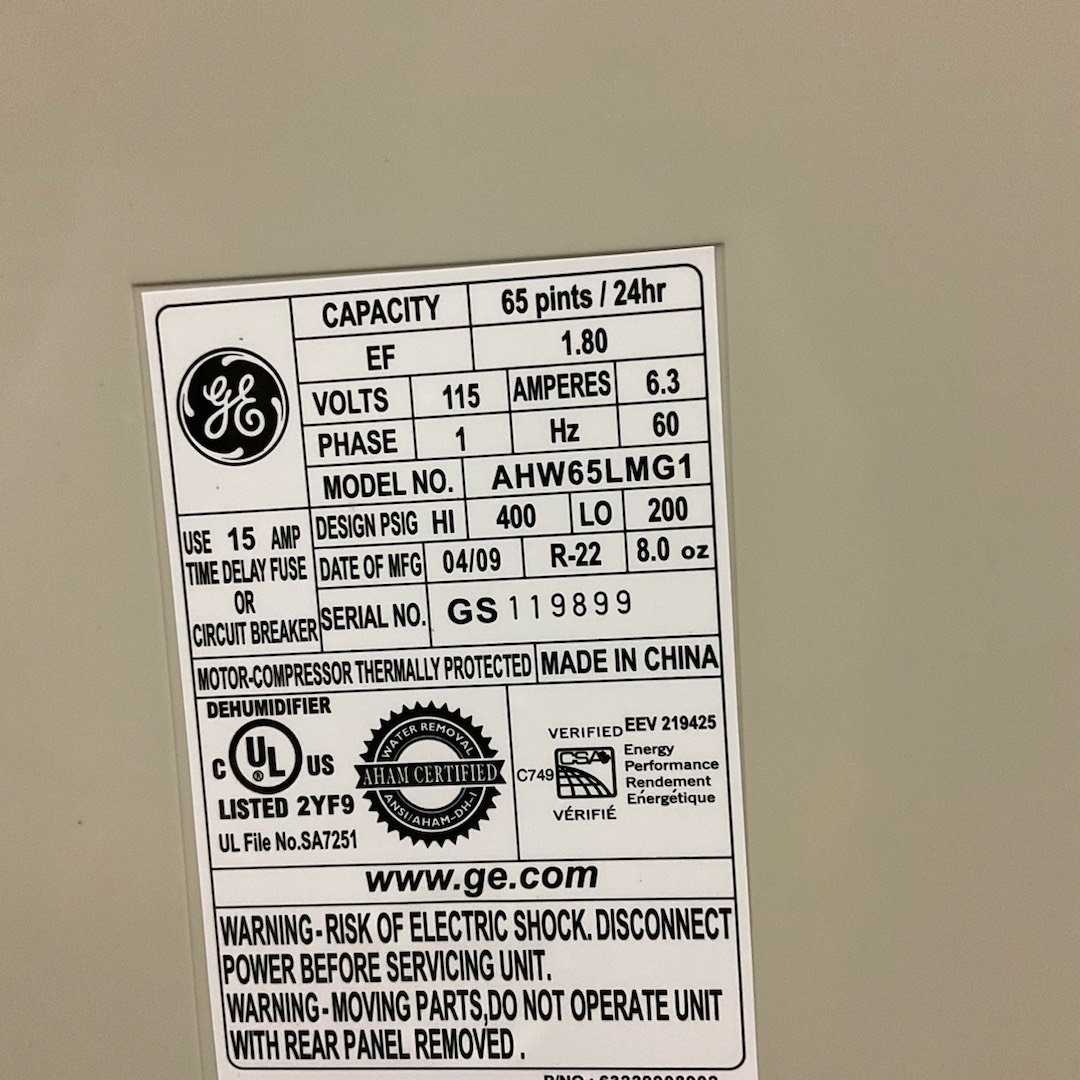 CAPACITY 65 pints / 24hr
EF 1.80
GE
VOLTS 115 AMPERES 6.3
PHASE 1 Hz 60
MODEL NO. AHW65LMG1
DESIGN PSIG HI 400 LO 200
USE 15 AMP
TIME DELAY FUSE
OR
CIRCUIT BREAKER
DATE OF MFG 04/09 R-22 8.0 oz
SERIAL NO. GS119899
MOTOR-COMPRESSOR THERMALLY PROTECTED MADE IN CHINA
DEHUMIDIFIER
C UL ® US
LISTED 2YF9
UL File No.SA7251
WATER REMOVAL
AHAM CERTIFIED
ANSI/AHAM-DH-1
VERIFIED EEV 219425
C749 CSA
Energy
Performance
Rendement
Énergétique
VÉRIFIÉ
www.ge.com
WARNING-RISK OF ELECTRIC SHOCK. DISCONNECT
POWER BEFORE SERVICING UNIT.
WARNING-MOVING PARTS,DO NOT OPERATE UNIT
WITH REAR PANEL REMOVED .